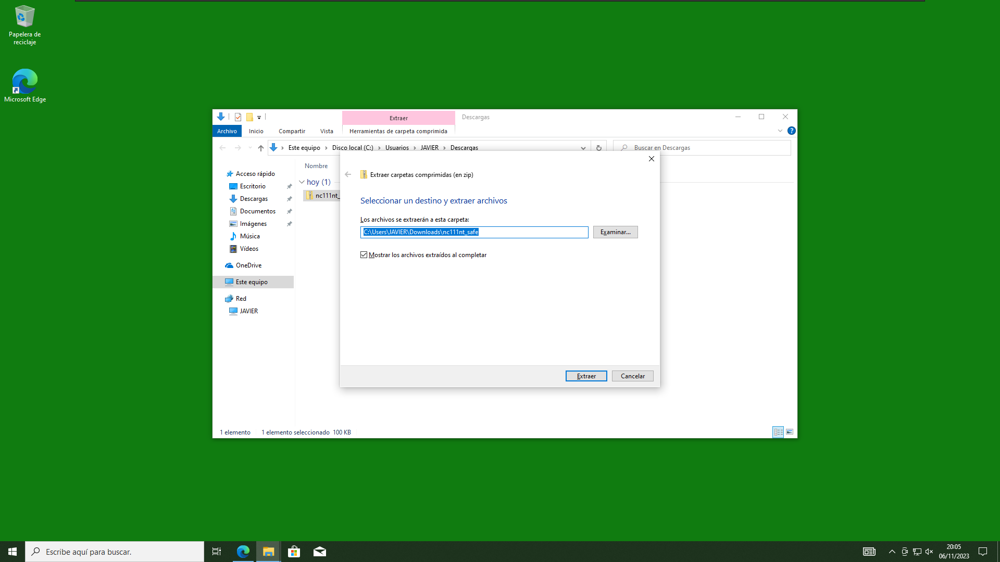 Papelera de
reciclaje
Microsoft Edge
Extraer
Descargas
Archivo
Inicio
Compartir
Vista
Herramientas de carpeta comprimida
Este equipo
Disco local (C:)
Usuarios
JAVIER
Descargas
Buscar en Descargas
Nombre
hoy (1)
nc111nt_
Acceso rápido
Escritorio
Descargas
Documentos
Imágenes
Música
Vídeos
OneDrive
Este equipo
Red
JAVIER
Extraer carpetas comprimidas (en zip)
Seleccionar un destino y extraer archivos
Los archivos se extraerán a esta carpeta:
C:\Users\JAVIER\Downloads\nc111nt_safe
Examinar...
Mostrar los archivos extraídos al completar
Extraer
Cancelar
1 elemento
1 elemento seleccionado 100 KB
Escribe aquí para buscar.
20:05
06/11/2023